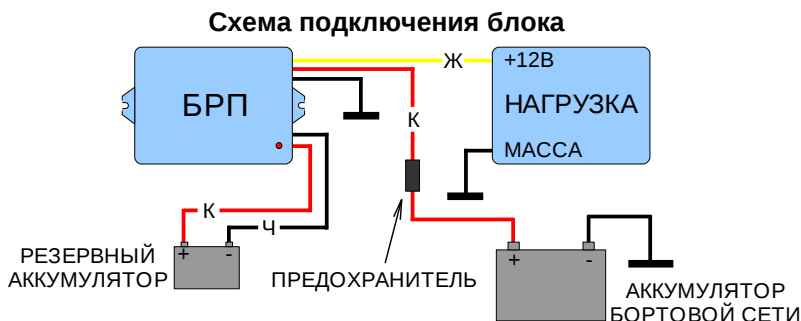 Схема подключения блока
БРП
Ж
+12В
НАГРУЗКА
МАССА
К
К
Ч
РЕЗЕРВНЫЙ
АККУМУЛЯТОР
+ -
ПРЕДОХРАНИТЕЛЬ
+ -
АККУМУЛЯТОР
БОРТОВОЙ СЕТИ